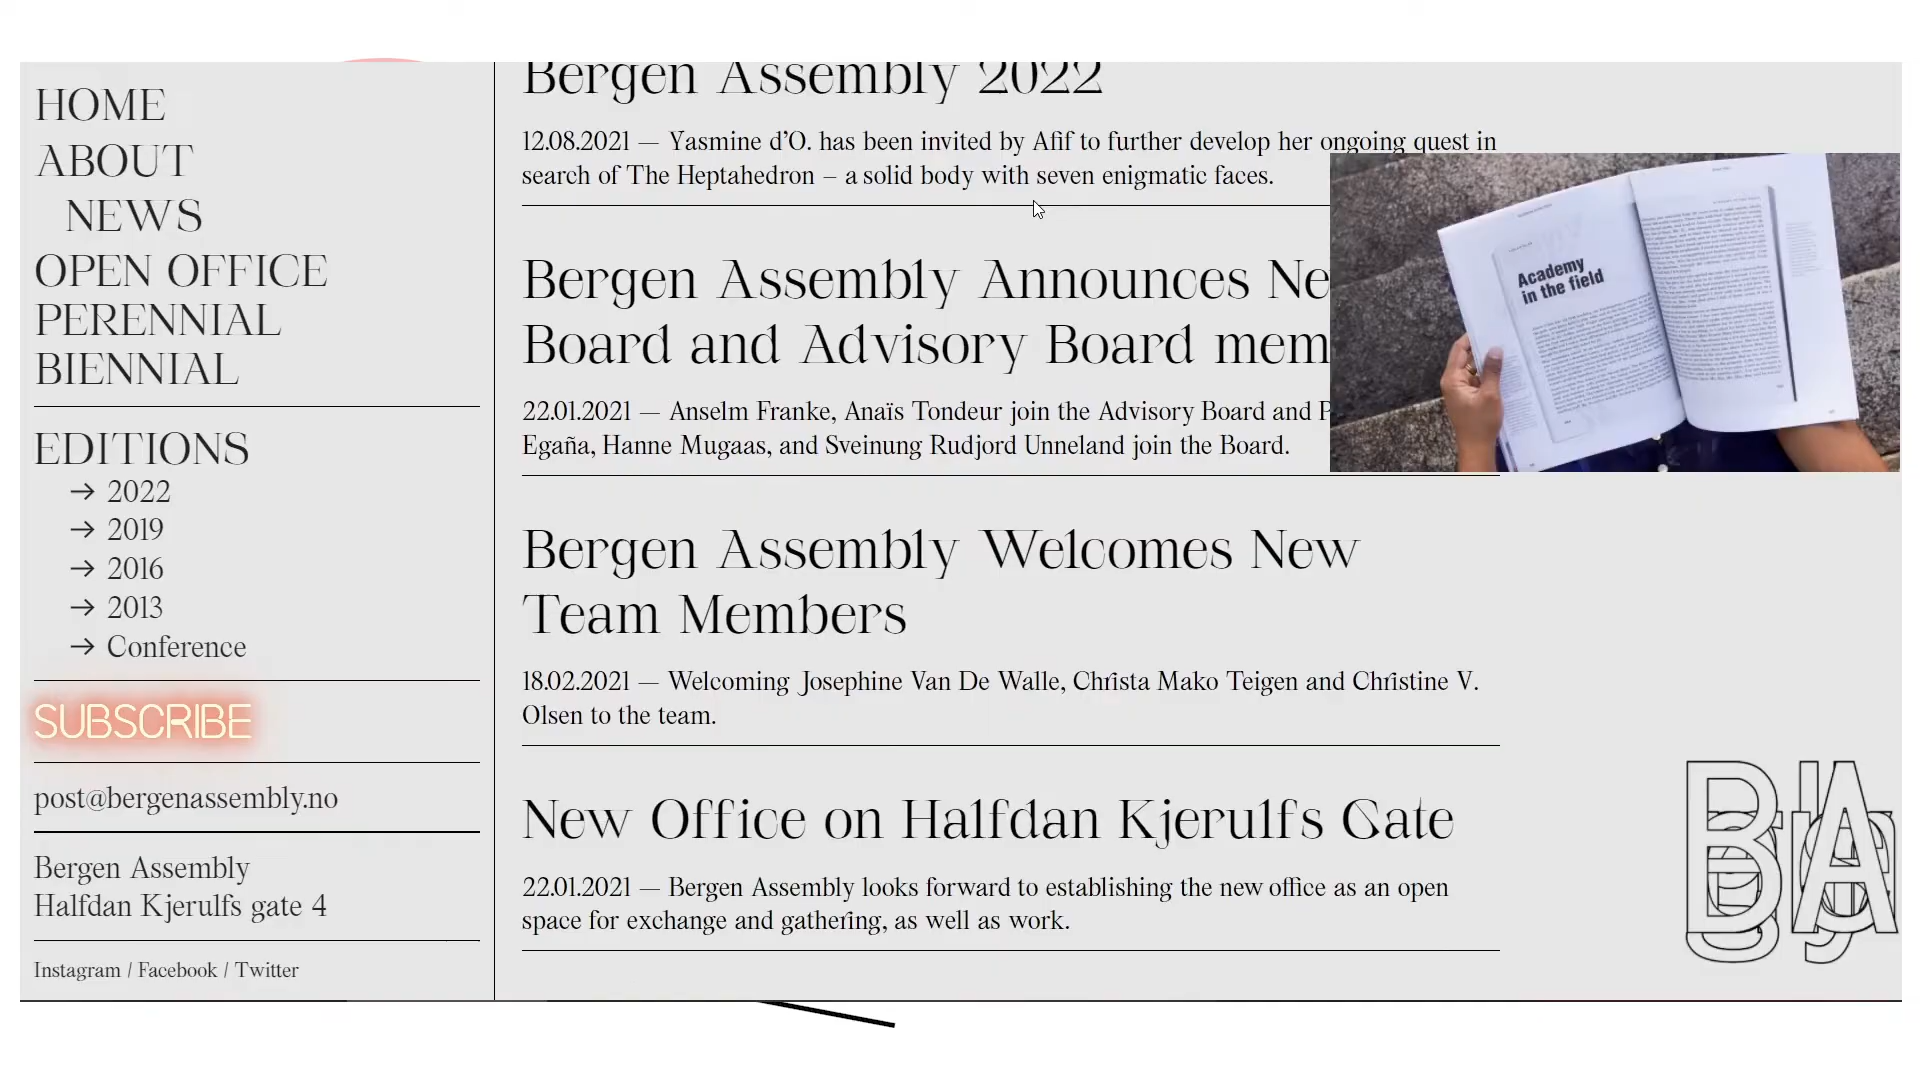 HOME
ABOUT
NEWS
OPEN OFFICE
PERENNIAL
BIENNIAL
EDITIONS
→ 2022
→ 2019
→ 2016
→ 2013
→ Conference
SUBSCRIBE
post@bergenassembly.no
Bergen Assembly
Halfdan Kjerulfs gate 4
Instagram / Facebook / Twitter
Bergen Assembly 2022
12.08.2021 — Yasmine d’O. has been invited by Afif to further develop her ongoing quest in
search of The Heptahedron – a solid body with seven enigmatic faces.
Bergen Assembly Announces Ne
Board and Advisory Board mem
22.01.2021 — Anselm Franke, Anaïs Tondeur join the Advisory Board and P
Egaña, Hanne Mugaas, and Sveinung Rudjord Unneland join the Board.
Bergen Assembly Welcomes New
Team Members
18.02.2021 — Welcoming Josephine Van De Walle, Christa Mako Teigen and Christine V.
Olsen to the team.
New Office on Halfdan Kjerulfs Gate
22.01.2021 — Bergen Assembly looks forward to establishing the new office as an open
space for exchange and gathering, as well as work.
Academy
in the field
BA